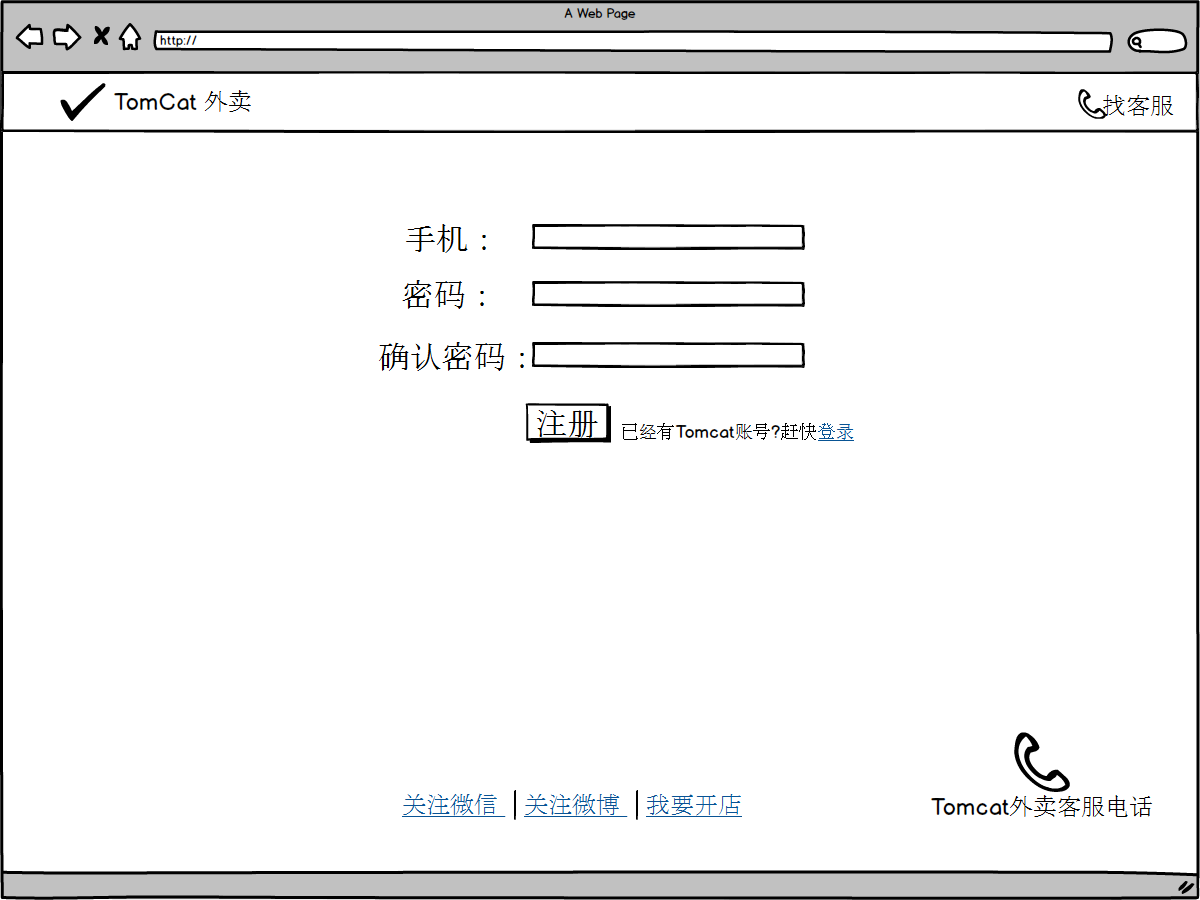 A Web Page
http://
TomCat 外卖
找客服
手机：
密码：
确认密码：
注册
已经有Tomcat账号?赶快登录
关注微信 | 关注微博 | 我要开店
Tomcat外卖客服电话